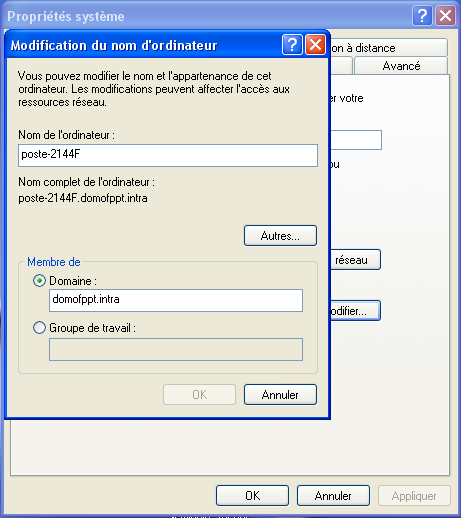 Propriétés système
Modification du nom d'ordinateur
on à distance
Avancé
Vous pouvez modifier le nom et l'appartenance de cet
ordinateur. Les modifications peuvent affecter l'accès aux
ressources réseau.
er votre
Nom de l'ordinateur :
poste-2144F
ou
Nom complet de l'ordinateur :
poste-2144F.domofppt.intra
Autres...
Membre de
réseau
Domaine :
domofppt.intra
odifier...
Groupe de travail :
OK
Annuler
OK
Annuler
Appliquer